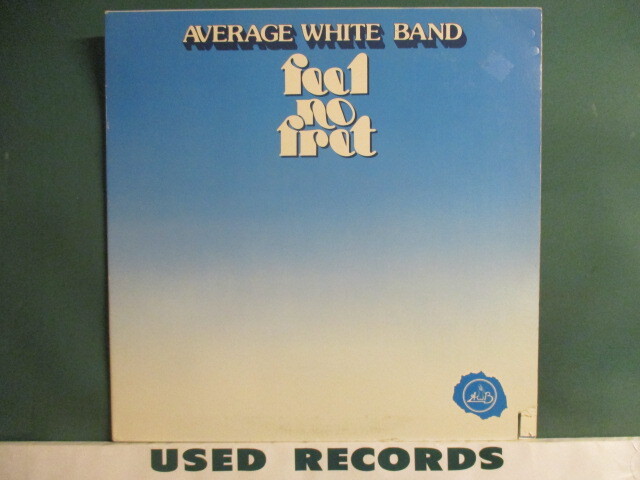 AVERAGE WHITE BAND
feel
no
fret
AWB
USED RECORDS